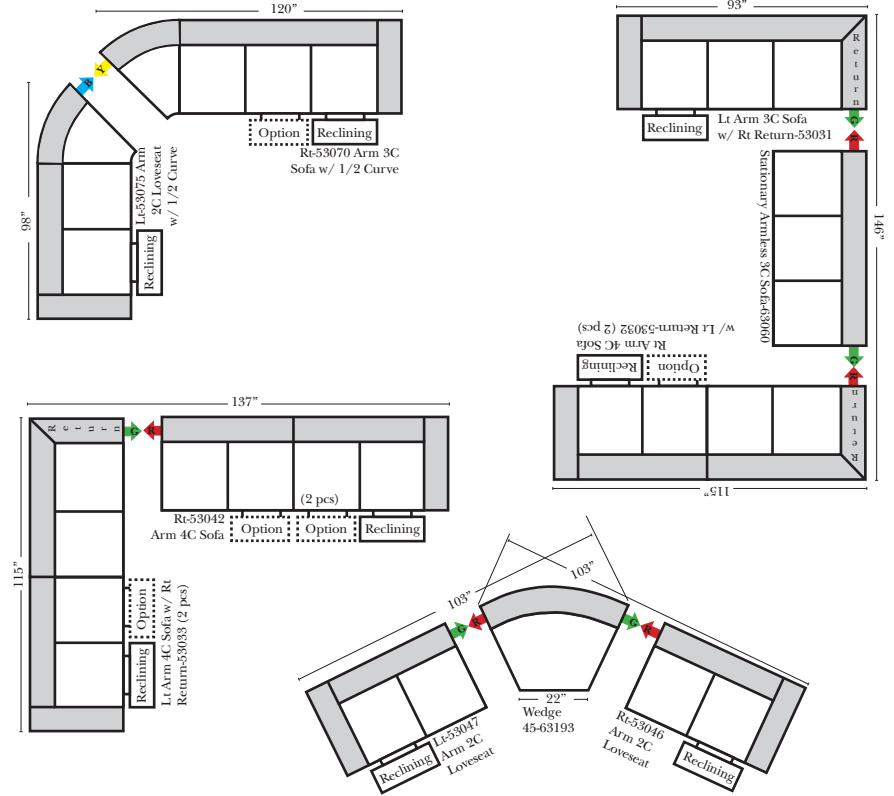 120”
B
Y
Option
Reclining
Rt-53070 Arm 3C
Sofa w/ 1/2 Curve
98”
Lt-53075 Arm
2C Loveseat
w/ 1/2 Curve
Reclining
93”
Return
Reclining
Lt Arm 3C Sofa
w/ Rt Return-53031
G
R
Stationary Armless 3C Sofa-63060
146”
G
R
Rt Arm 4C Sofa
w/ Lt Return-53032 (2 pcs)
Reclining
Option
Return
115”
137”
Return
G
R
115”
Option
Reclining
Lt Arm 4C Sofa w/ Rt
Return-53033 (2 pcs)
(2 pcs)
Rt-53042
Arm 4C Sofa
Option
Option
Reclining
103”
103”
G
R
G
R
22”
Wedge
45-63193
Lt-53047
Arm 2C
Loveseat
Reclining
Rt-53046
Arm 2C
Loveseat
Reclining